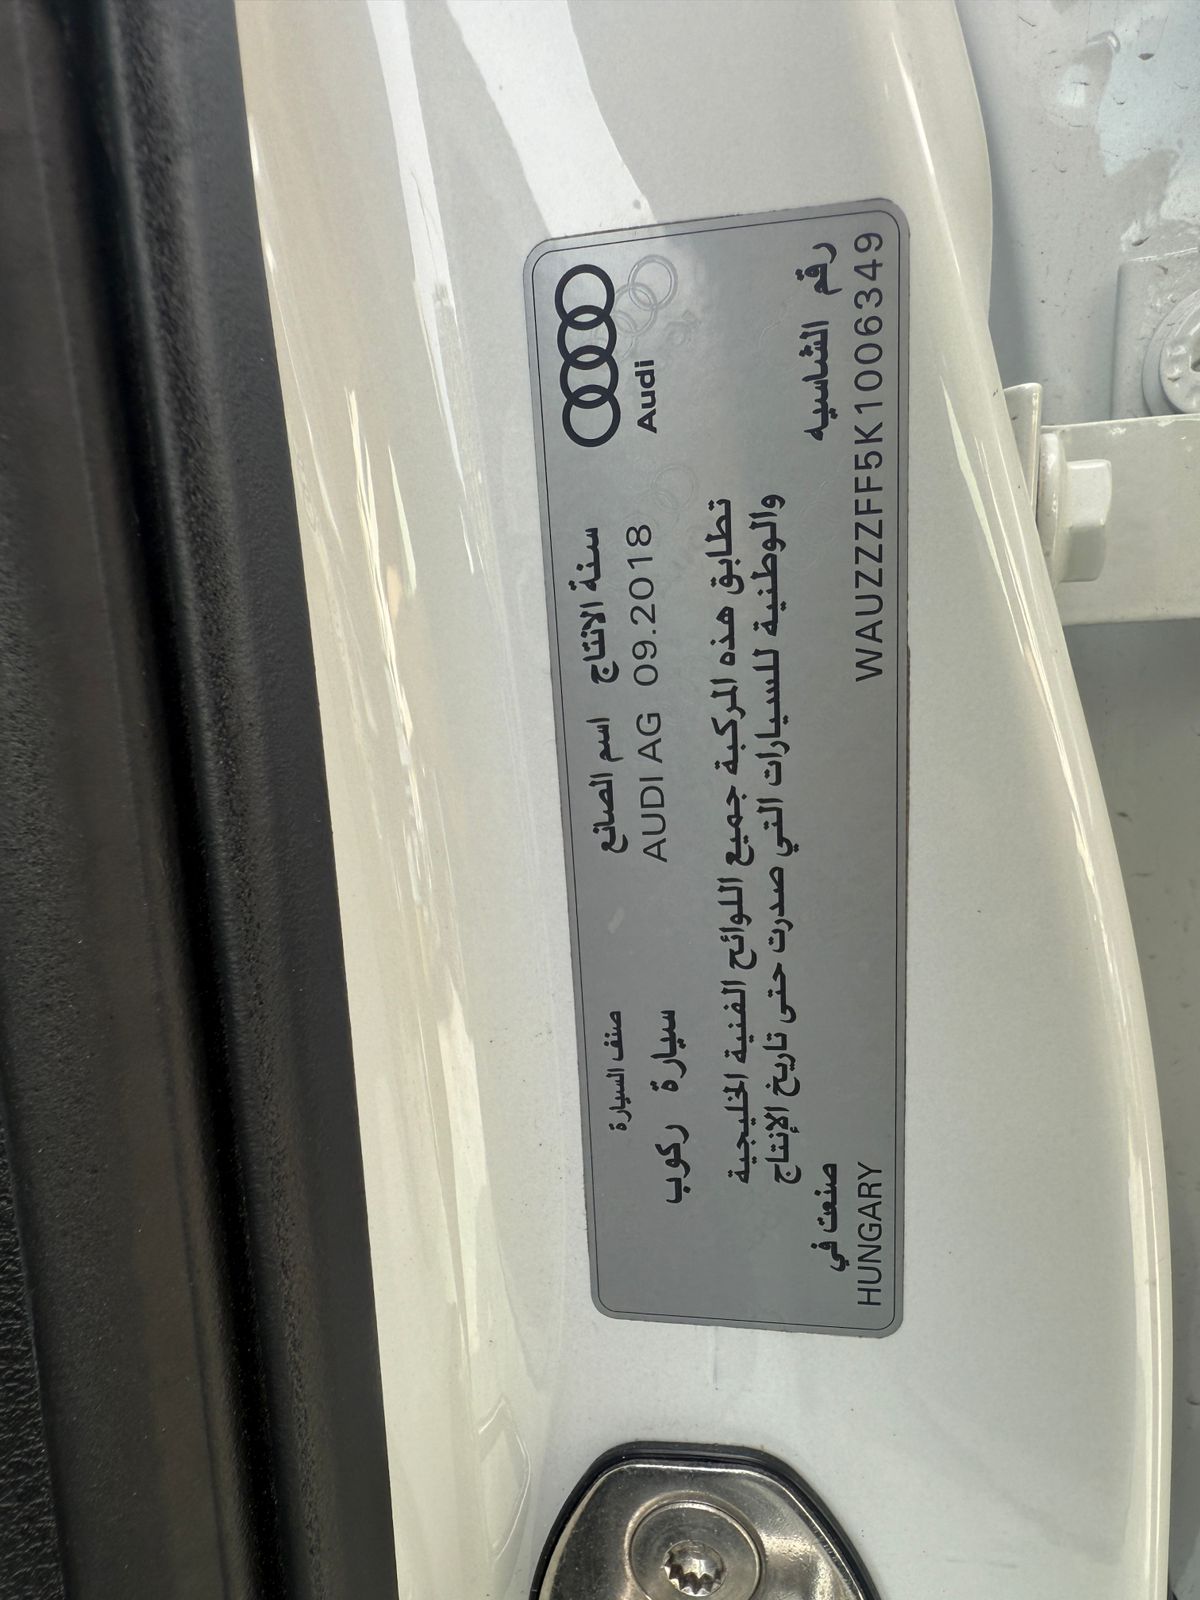 Audi
سنة الانتاج
09.2018
اسم الصانع
AUDI AG
صنف السيارة
سيارة ركوب
تطابق هذه المركبة جميع اللوائح الفنية الخليجية
والوطنية للسيارات التي صدرت حتى تاريخ الإنتاج
رقم الشاسيه
WAUZZZFF5K1006349
صنعت في
HUNGARY